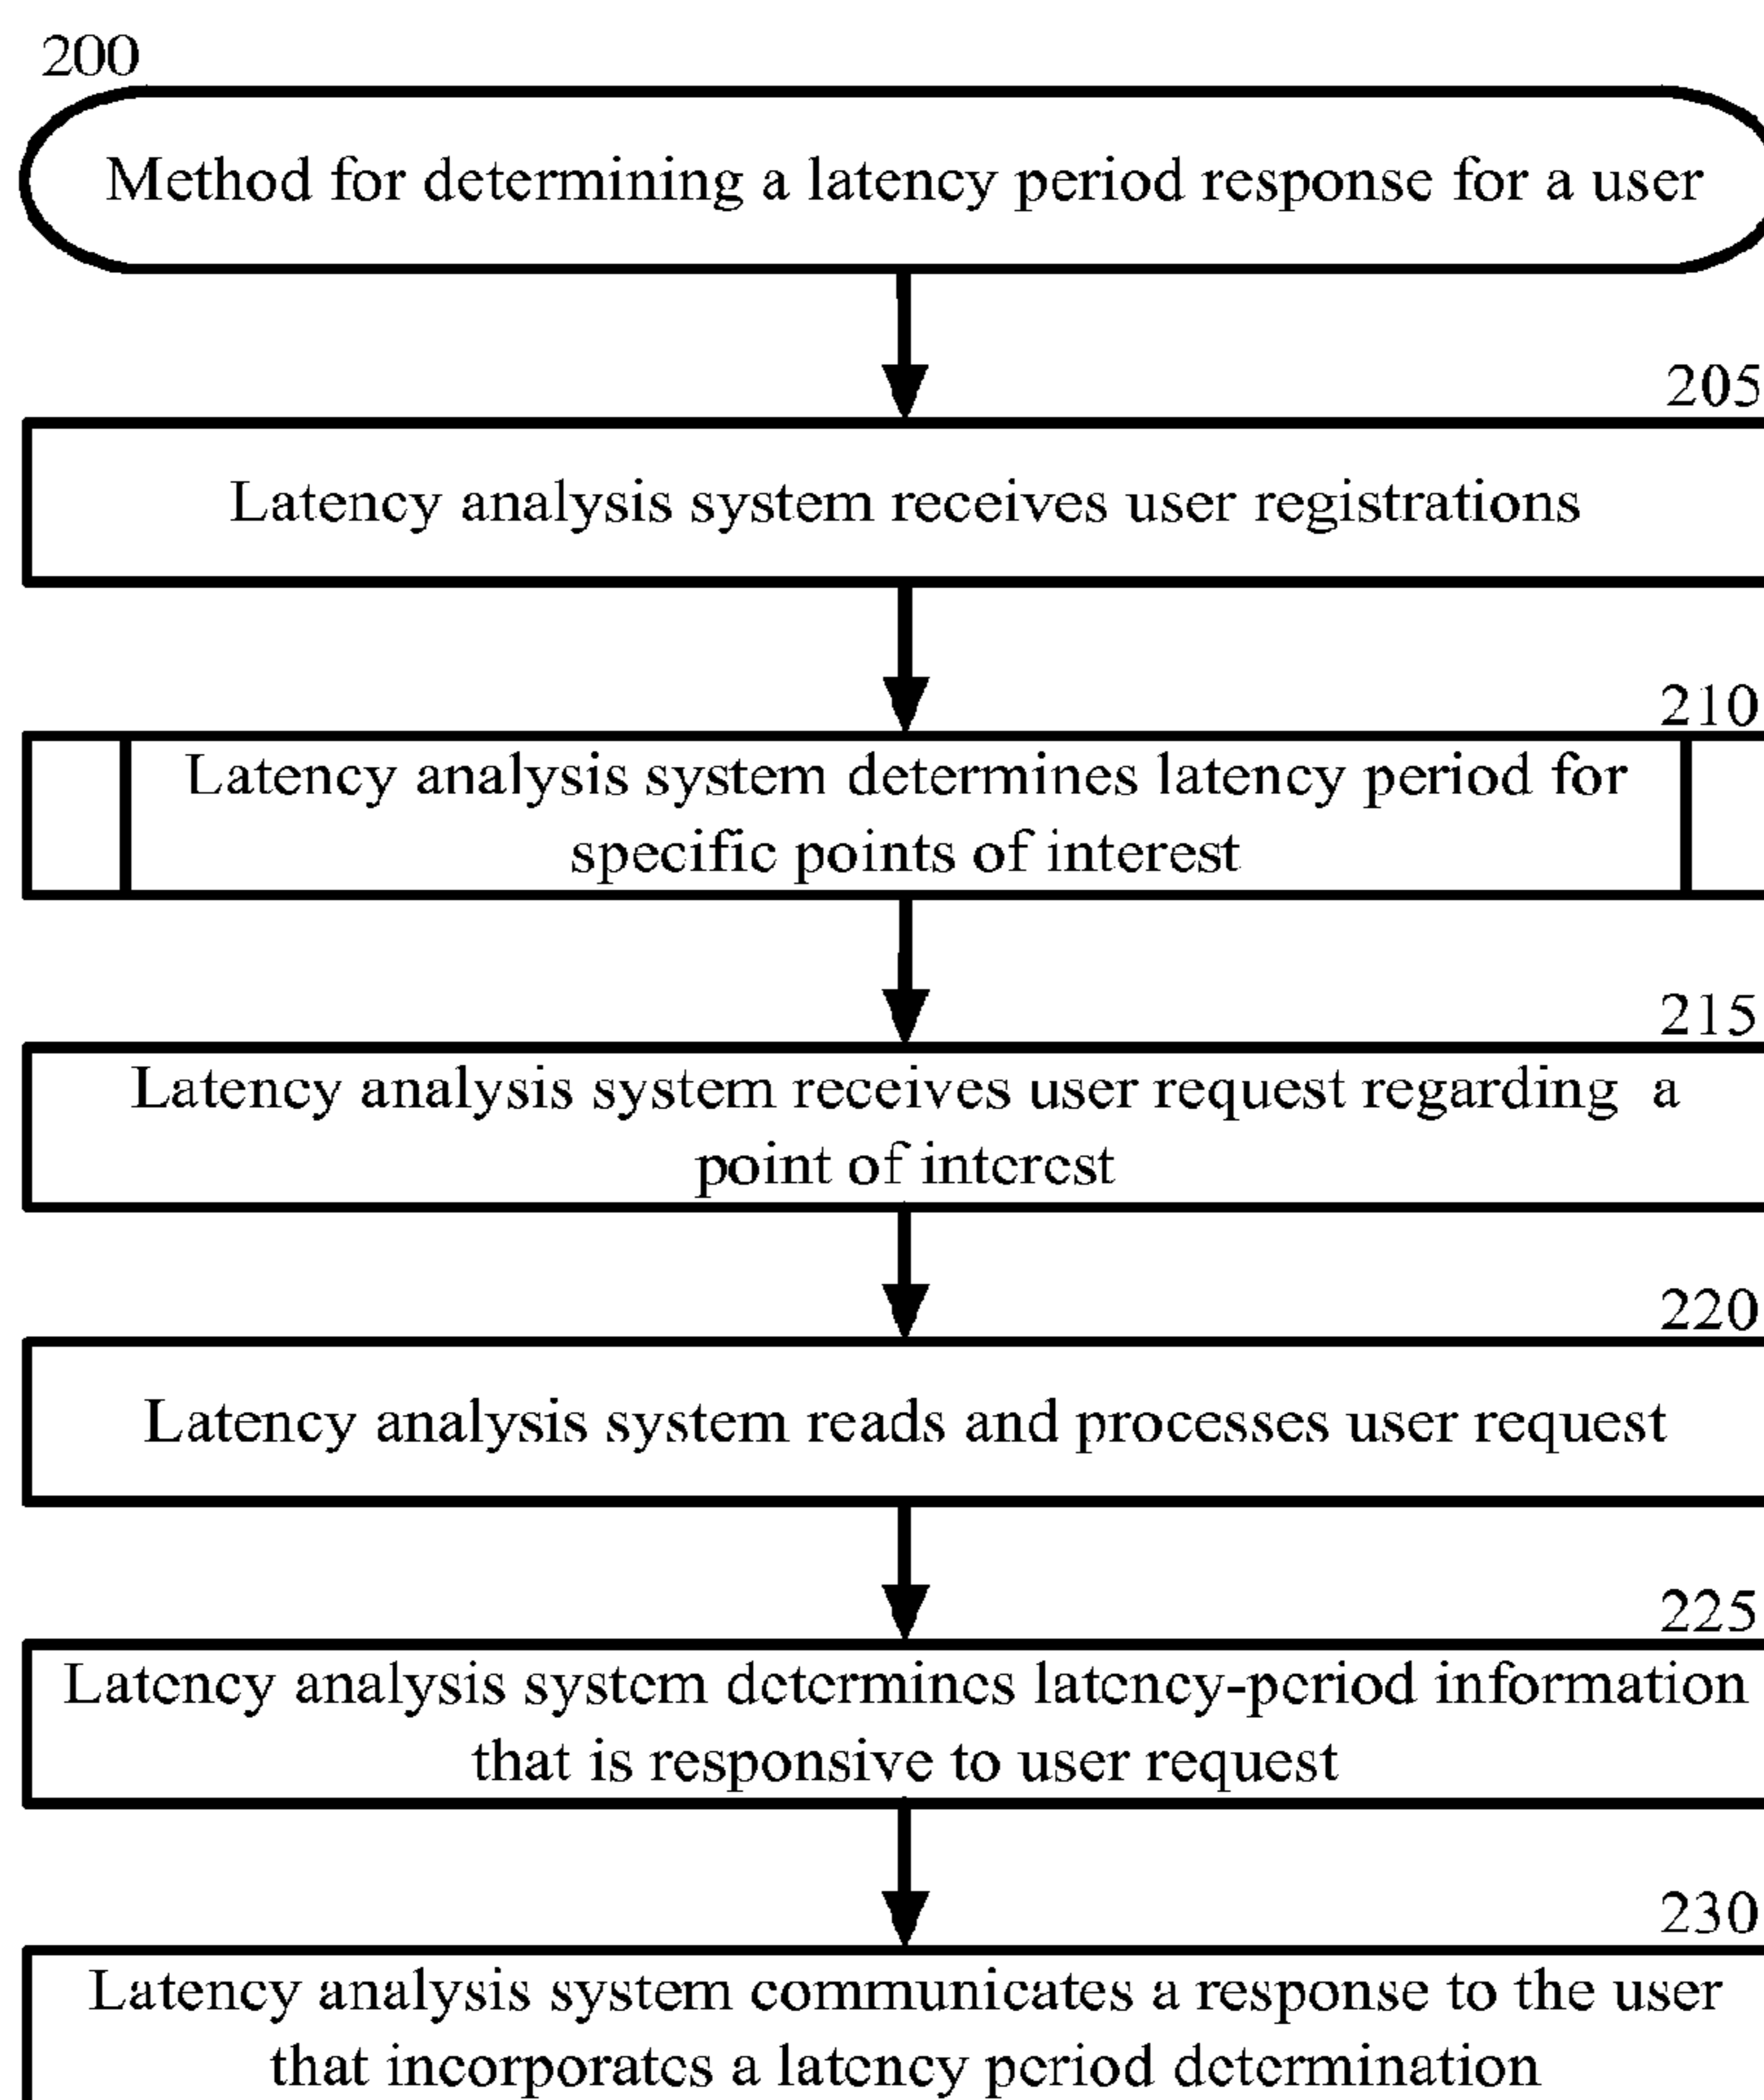 200
Method for determining a latency period response for a user
205
Latency analysis system receives user registrations
210
Latency analysis system determines latency period for
specific points of interest
215
Latency analysis system receives user request regarding a
point of interest
220
Latency analysis system reads and processes user request
225
Latency analysis system determines latency-period information
that is responsive to user request
230
Latency analysis system communicates a response to the user
that incorporates a latency period determination